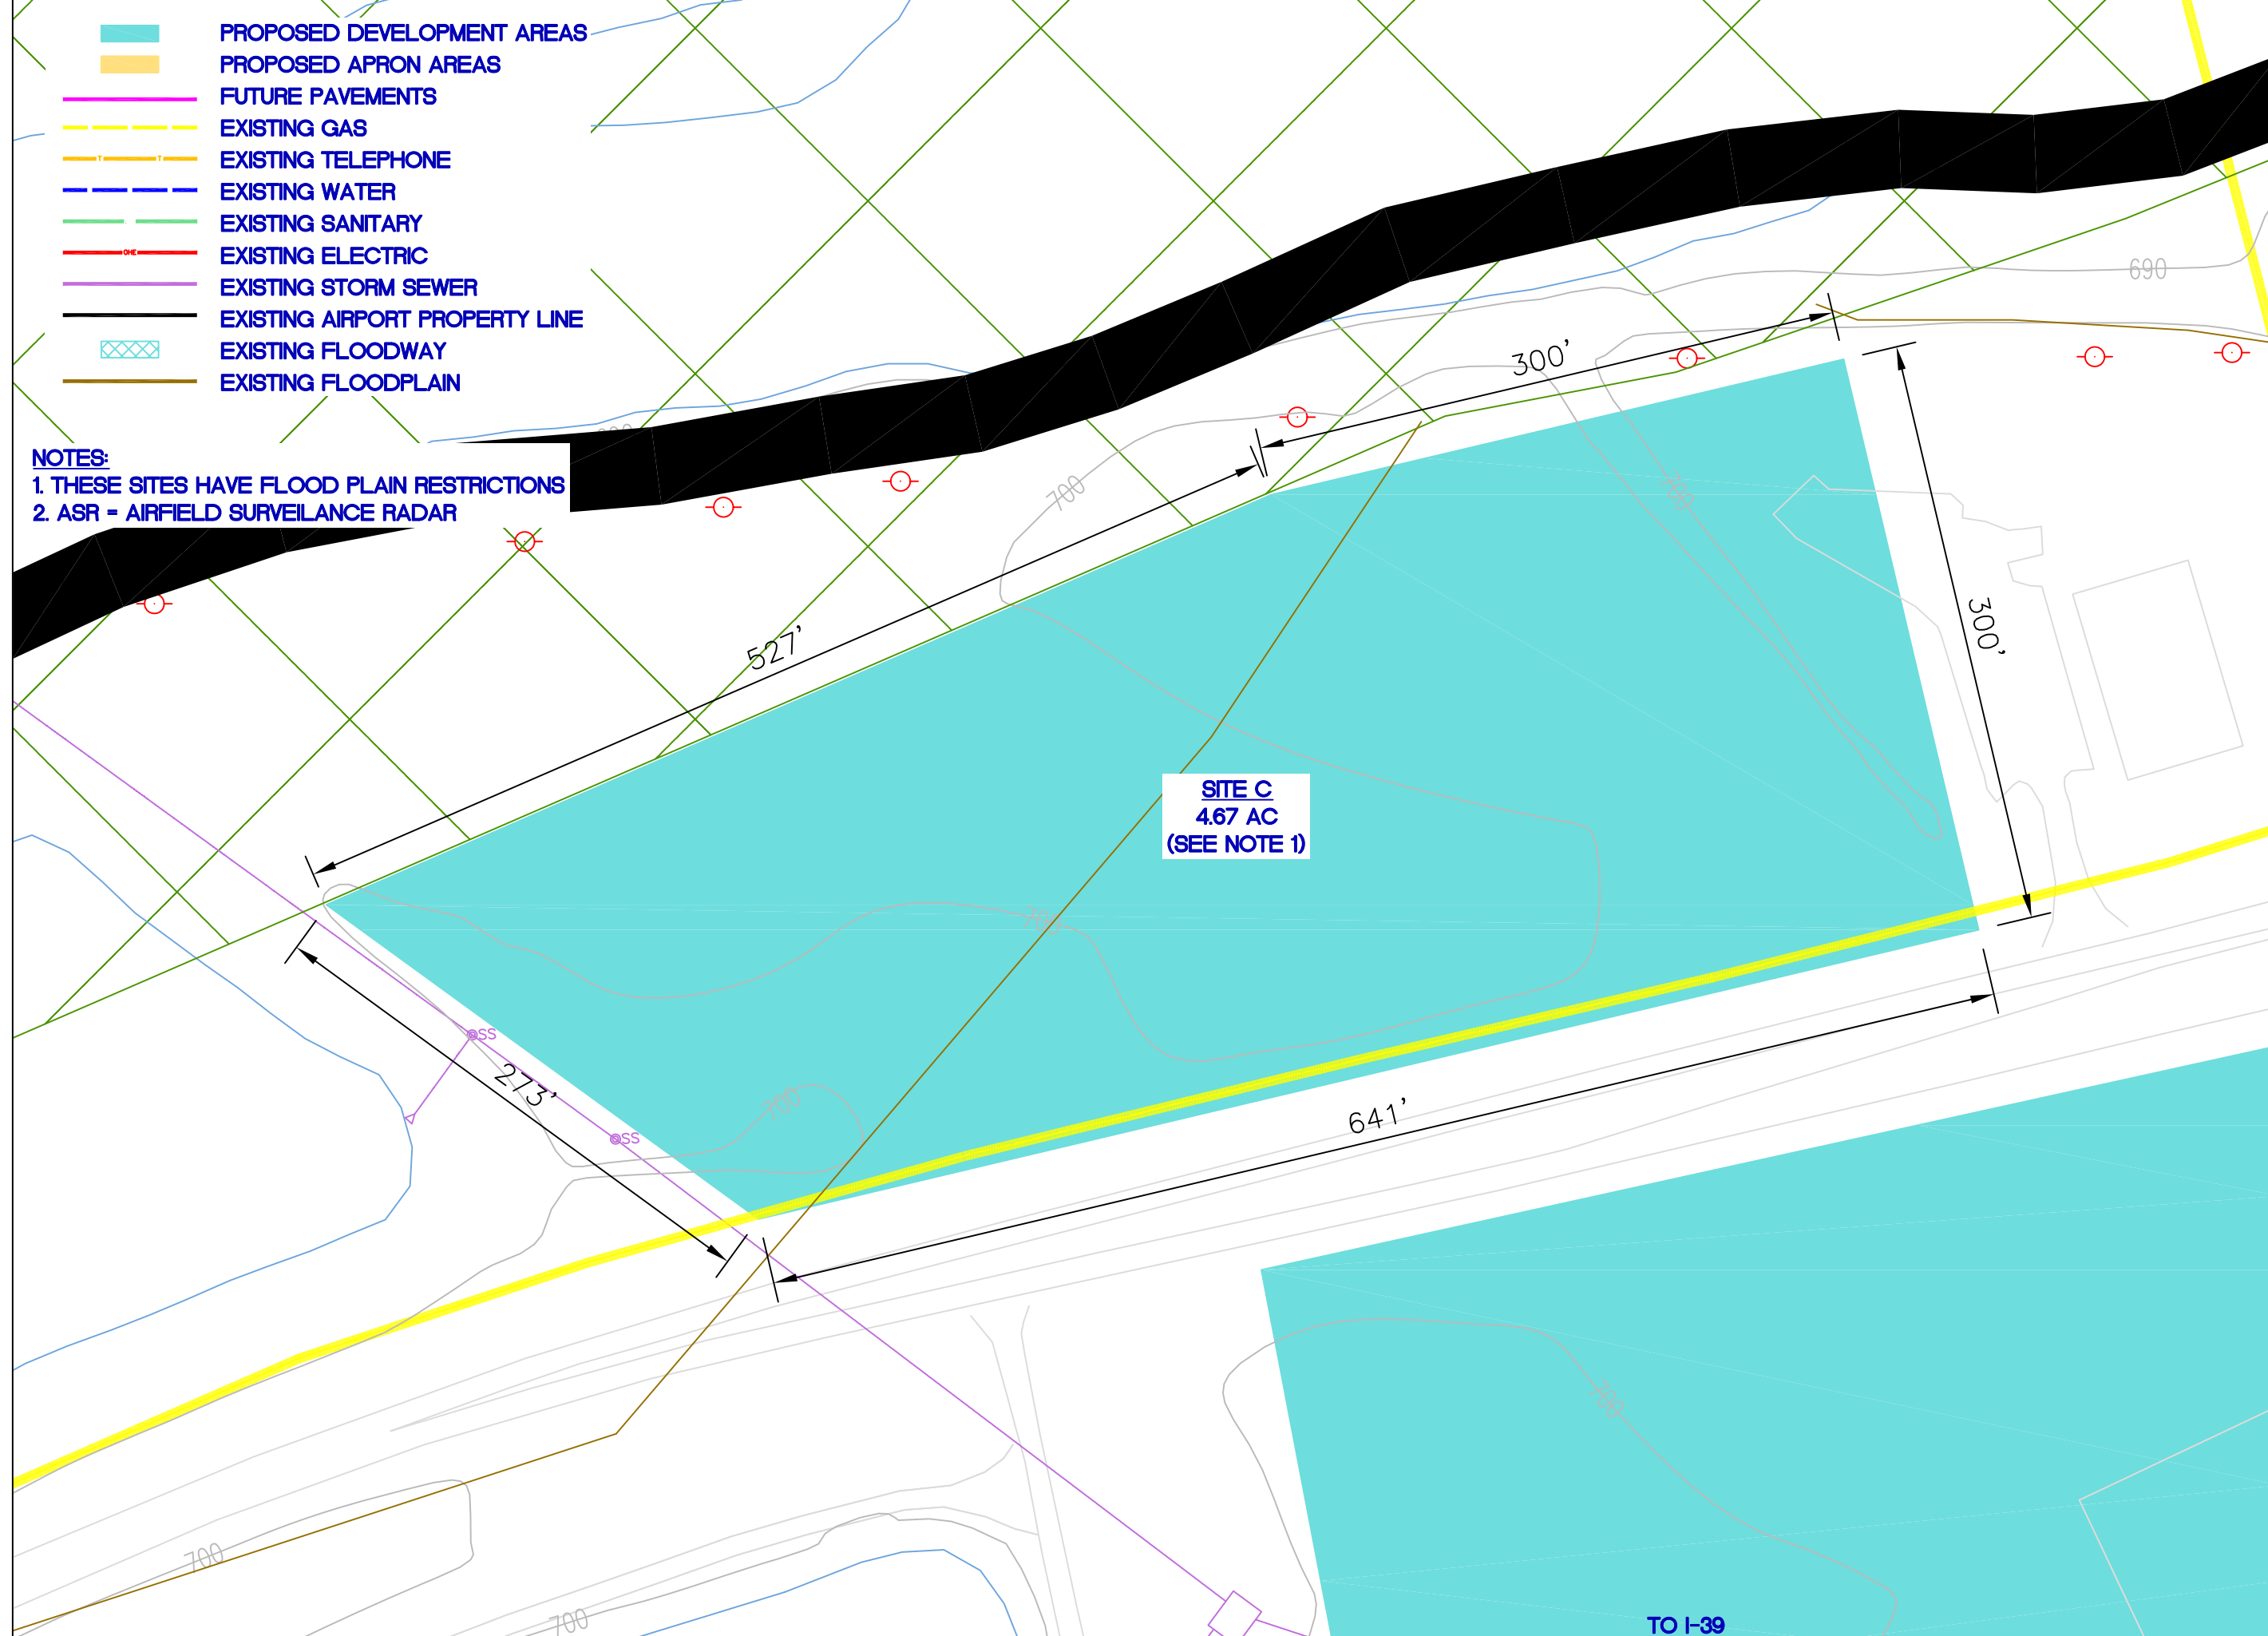 PROPOSED DEVELOPMENT AREAS
PROPOSED APRON AREAS
FUTURE PAVEMENTS
EXISTING GAS
T T EXISTING TELEPHONE
EXISTING WATER
EXISTING SANITARY
OHE EXISTING ELECTRIC
EXISTING STORM SEWER
EXISTING AIRPORT PROPERTY LINE
EXISTING FLOODWAY
EXISTING FLOODPLAIN
NOTES:
1. THESE SITES HAVE FLOOD PLAIN RESTRICTIONS
2. ASR = AIRFIELD SURVEILANCE RADAR
690
300'
700
700
300'
527'
SITE C
4.67 AC
(SEE NOTE 1)
700
SS
273'
700
SS
641'
700
700
700
TO I-39